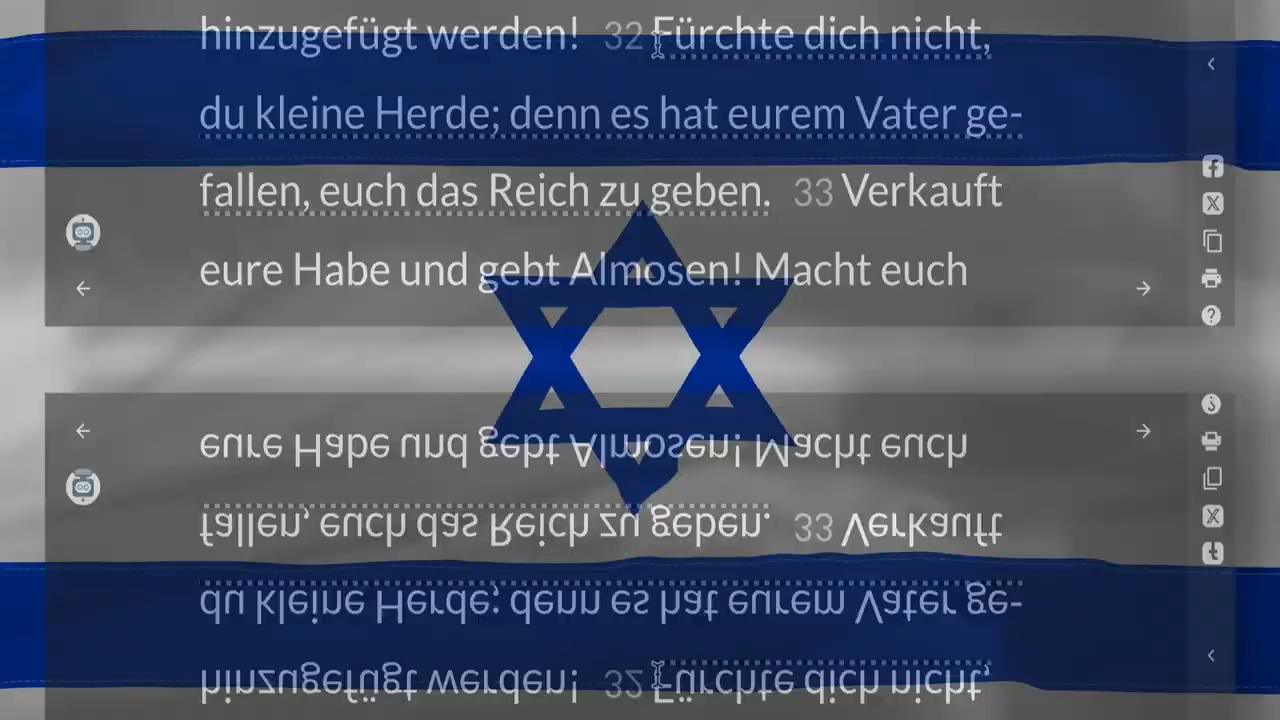 hinzugefügt werden! 32 Fürchte dich nicht,
du kleine Herde; denn es hat eurem Vater ge-
fallen, euch das Reich zu geben. 33 Verkauft
eure Habe und gebt Almosen! Macht euch
eure Habe und gebt Almosen! Macht euch
fallen, euch das Reich zu geben. 33 Verkauft
du kleine Herde; denn es hat eurem Vater ge-
hinzugefügt werden! 32 Fürchte dich nicht,